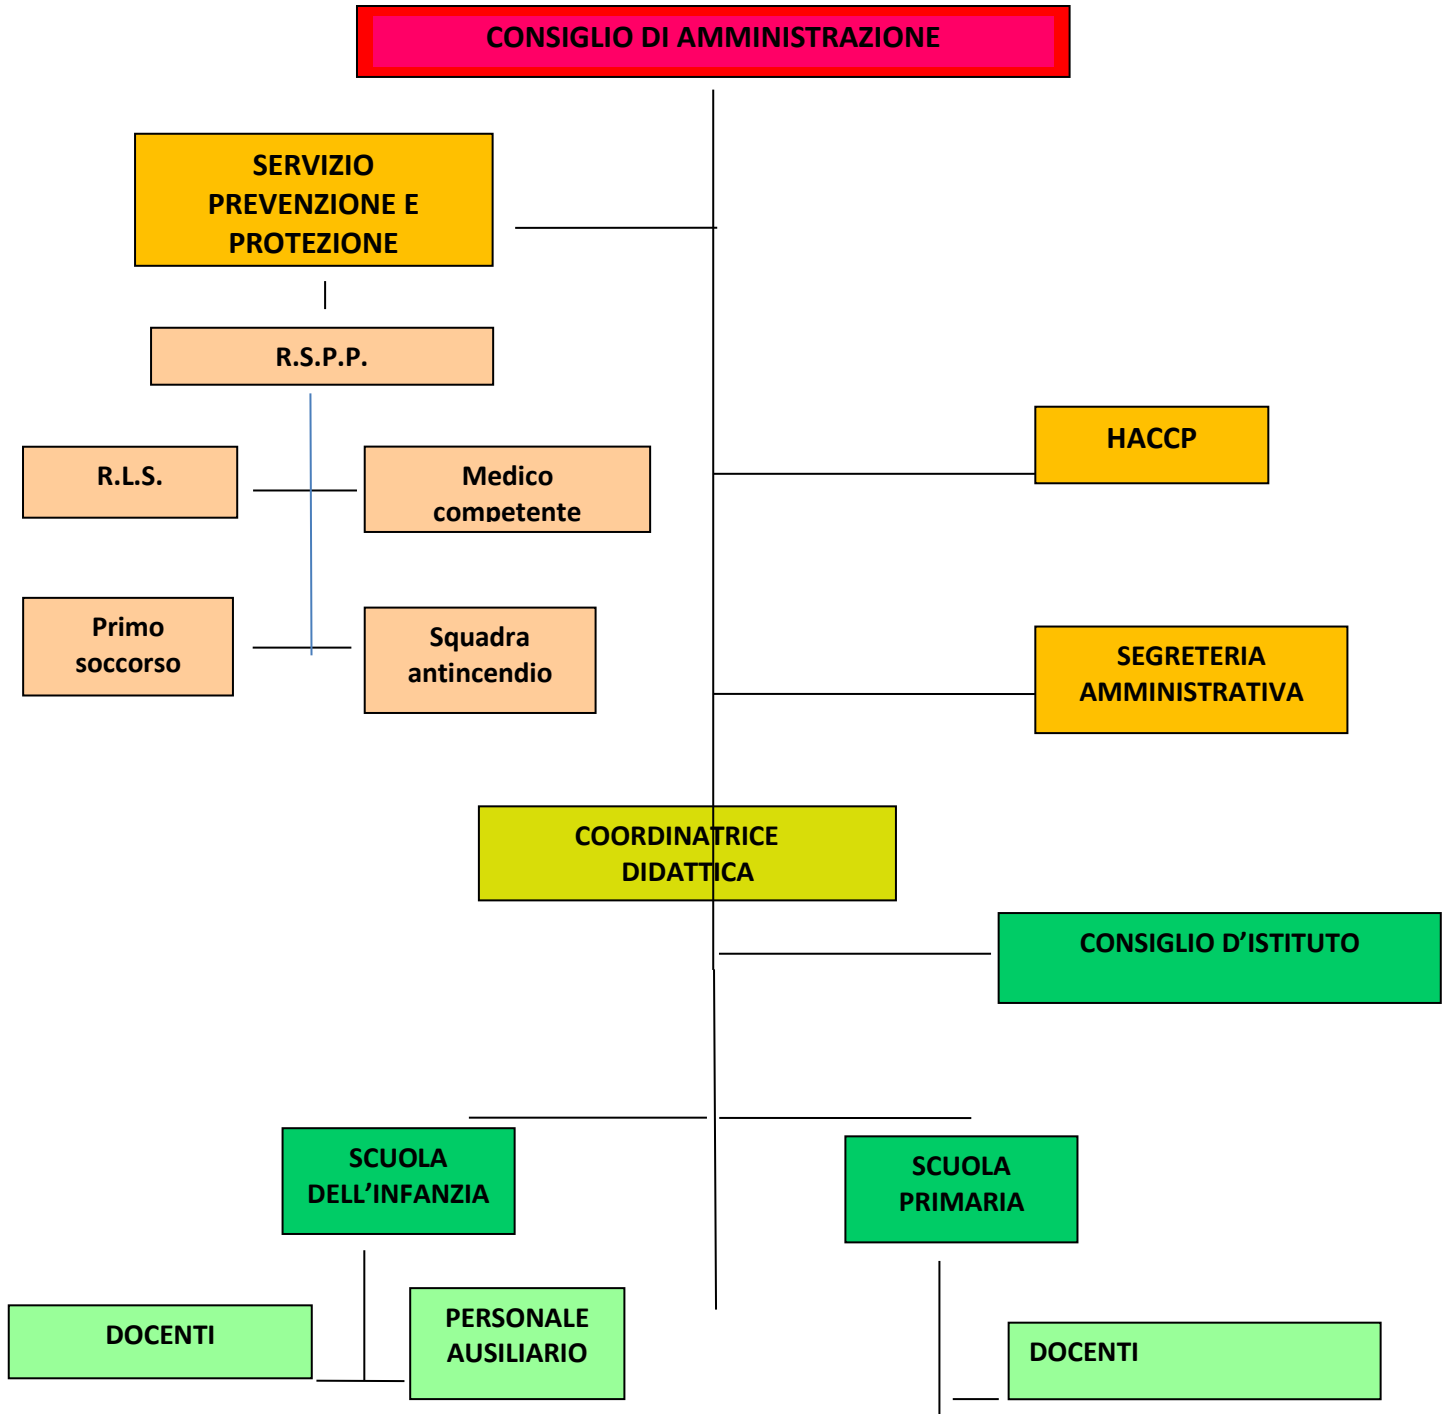 CONSIGLIO DI AMMINISTRAZIONE
SERVIZIO
PREVENZIONE E
PROTEZIONE
R.S.P.P.
HACCP
R.L.S.
Medico
competente
Primo
soccorso
Squadra
antincendio
SEGRETERIA
AMMINISTRATIVA
COORDINATRICE
DIDATTICA
CONSIGLIO D’ISTITUTO
SCUOLA
DELL’INFANZIA
SCUOLA
PRIMARIA
DOCENTI
PERSONALE
AUSILIARIO
DOCENTI